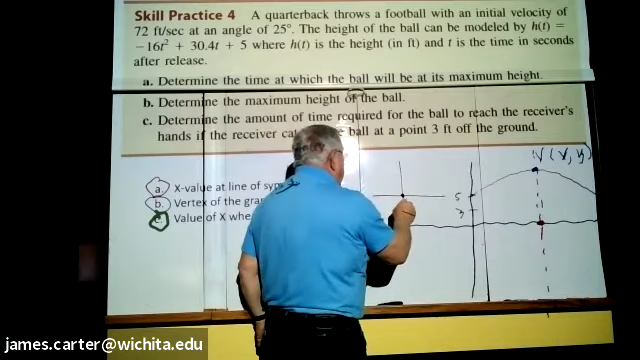 Skill Practice 4 A quarterback throws a football with an initial velocity of
72 ft/sec at an angle of 25°. The height of the ball can be modeled by h(t) =
−16t² + 30.4t + 5 where h(t) is the height (in ft) and t is the time in seconds
after release.
a. Determine the time at which the ball will be at its maximum height.
b. Determine the maximum height of the ball.
c. Determine the amount of time required for the ball to reach the receiver's
hands if the receiver ball at a point 3 ft off the ground.
a. X-value at line of
b. Vertex of the
c. Value of X
V(x, y)
5
3
james.carter@wichita.edu